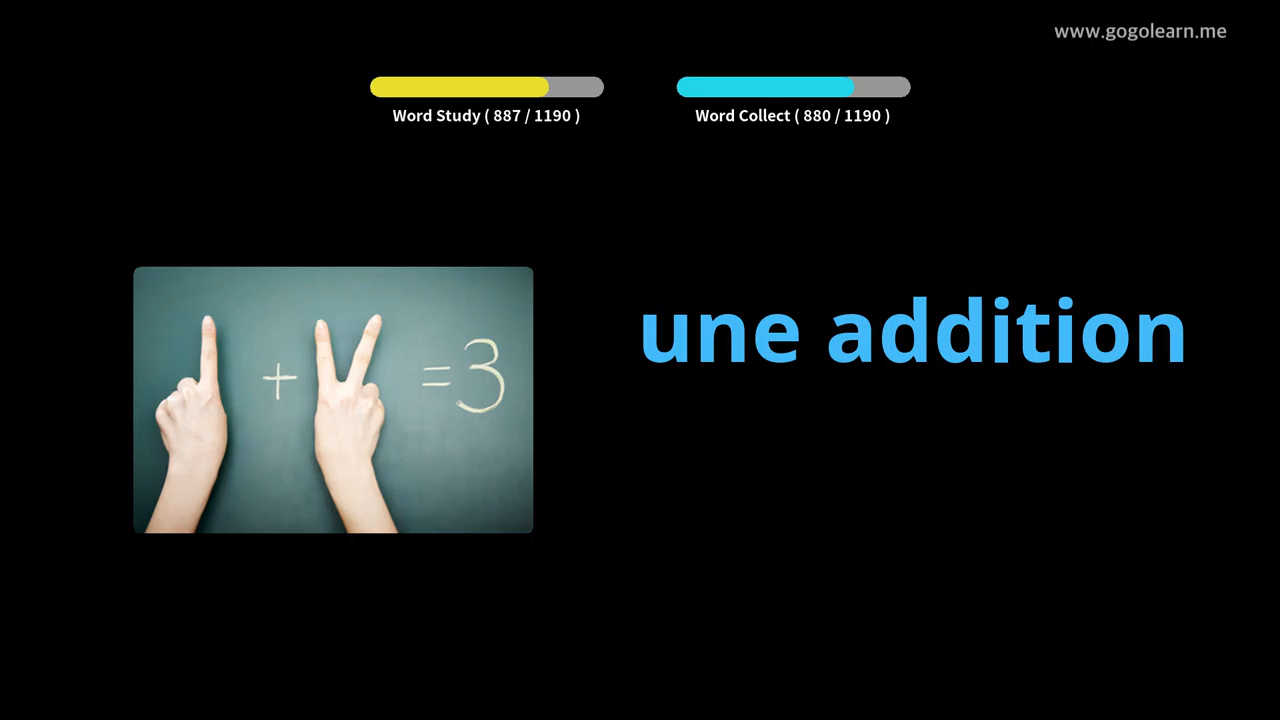 www.gogolearn.me
Word Study ( 887 / 1190 )
Word Collect ( 880 / 1190 )
une addition
+ =3